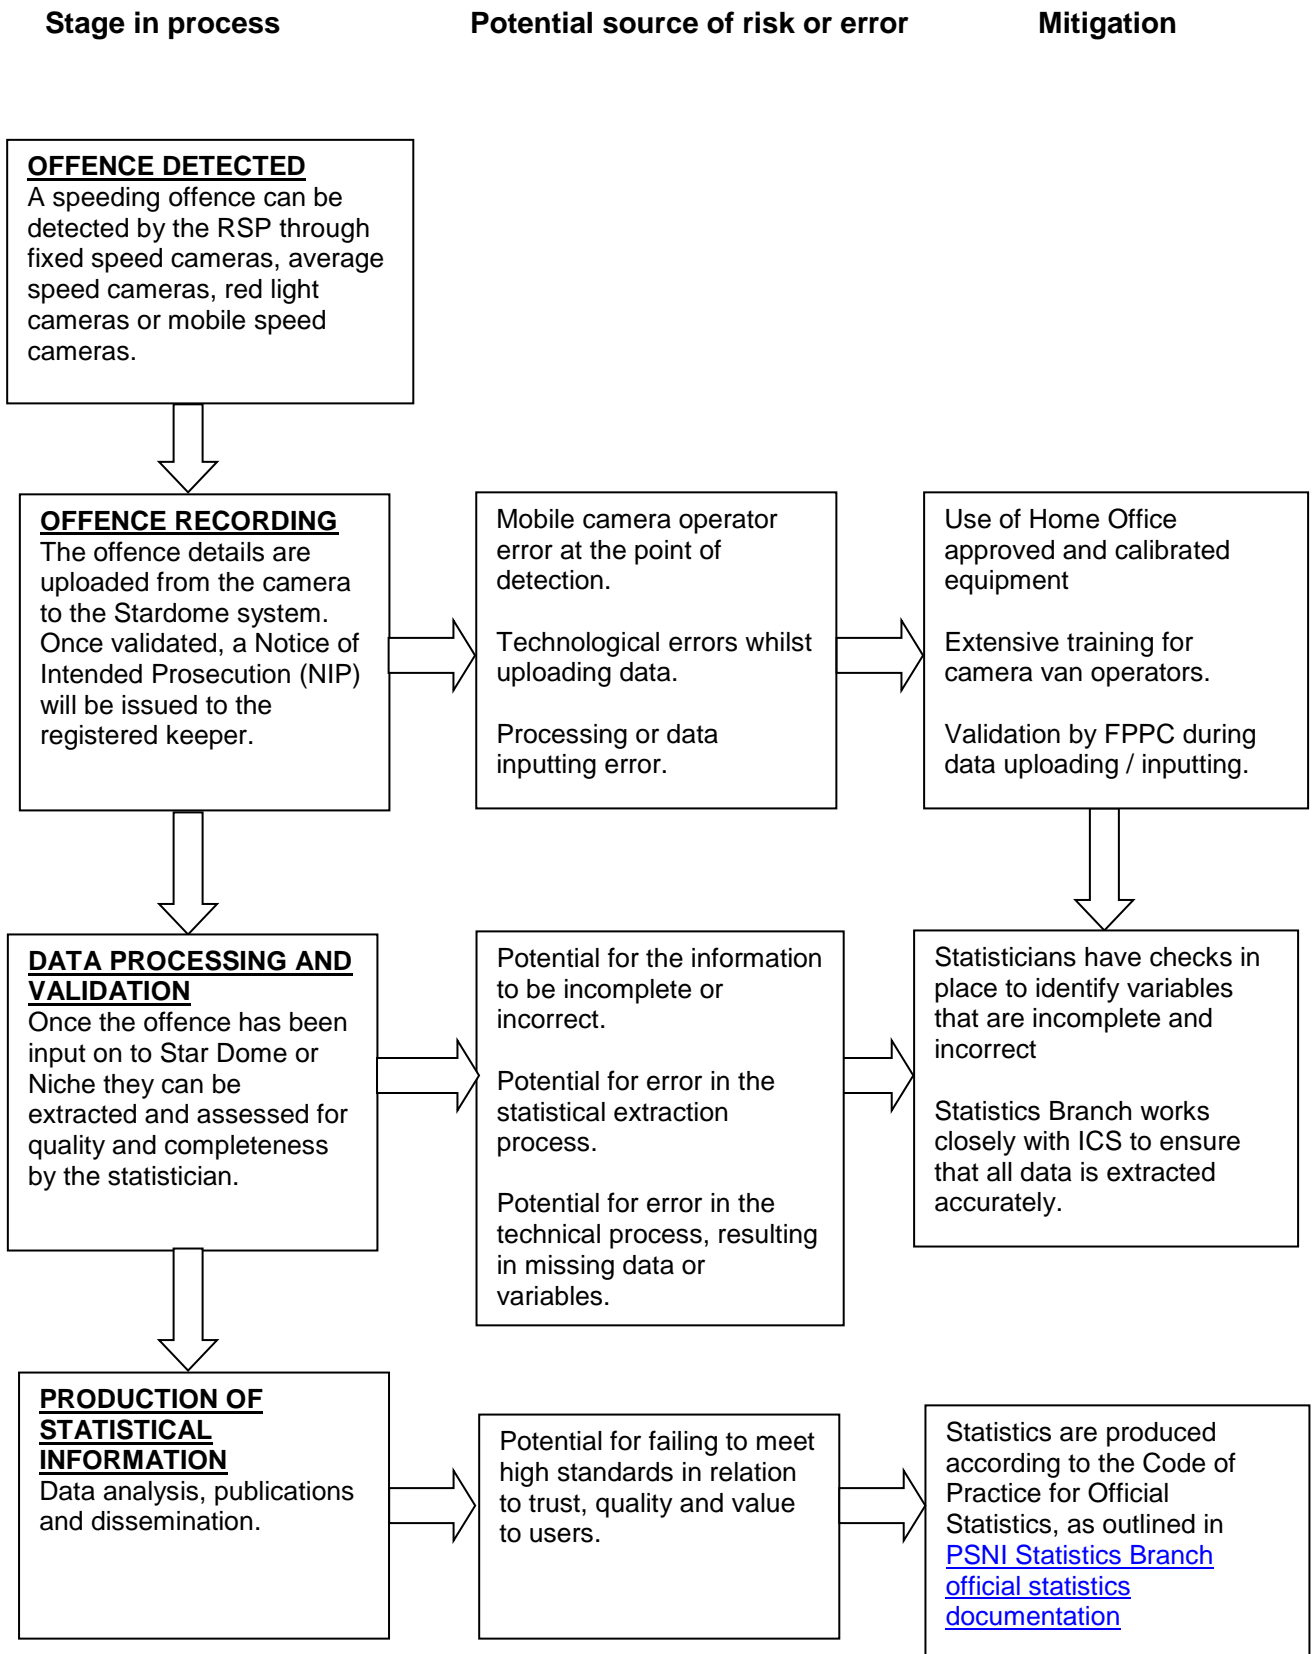 Stage in process
Potential source of risk or error
Mitigation
OFFENCE DETECTED
A speeding offence can be
detected by the RSP through
fixed speed cameras, average
speed cameras, red light
cameras or mobile speed
cameras.
OFFENCE RECORDING
The offence details are
uploaded from the camera
to the Stardome system.
Once validated, a Notice of
Intended Prosecution (NIP)
will be issued to the
registered keeper.
Mobile camera operator
error at the point of
detection.
Technological errors whilst
uploading data.
Processing or data
inputting error.
Use of Home Office
approved and calibrated
equipment
Extensive training for
camera van operators.
Validation by FPPC during
data uploading / inputting.
DATA PROCESSING AND
VALIDATION
Once the offence has been
input on to Star Dome or
Niche they can be
extracted and assessed for
quality and completeness
by the statistician.
Potential for the information
to be incomplete or
incorrect.
Potential for error in the
statistical extraction
process.
Potential for error in the
technical process, resulting
in missing data or
variables.
Statisticians have checks in
place to identify variables
that are incomplete and
incorrect
Statistics Branch works
closely with ICS to ensure
that all data is extracted
accurately.
PRODUCTION OF
STATISTICAL
INFORMATION
Data analysis, publications
and dissemination.
Potential for failing to meet
high standards in relation
to trust, quality and value
to users.
Statistics are produced
according to the Code of
Practice for Official
Statistics, as outlined in
PSNI Statistics Branch
official statistics
documentation